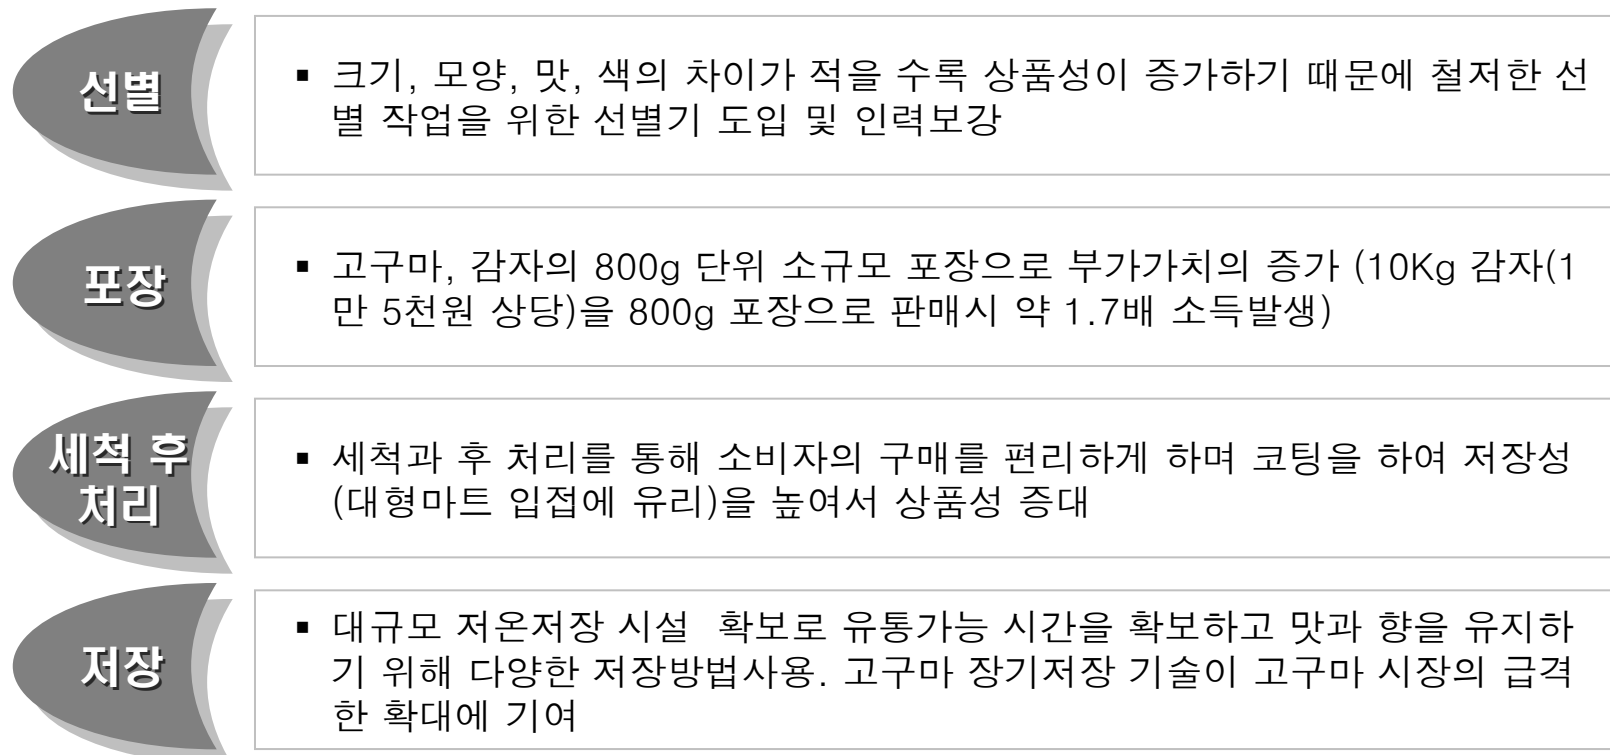 선별
▪ 크기, 모양, 맛, 색의 차이가 적을 수록 상품성이 증가하기 때문에 철저한 선
별 작업을 위한 선별기 도입 및 인력보강
포장
▪ 고구마, 감자의 800g 단위 소규모 포장으로 부가가치의 증가 (10Kg 감자(1
만 5천원 상당)을 800g 포장으로 판매시 약 1.7배 소득발생)
세척 후
처리
▪ 세척과 후 처리를 통해 소비자의 구매를 편리하게 하며 코팅을 하여 저장성
(대형마트 입접에 유리)을 높여서 상품성 증대
저장
▪ 대규모 저온저장 시설  확보로 유통가능 시간을 확보하고 맛과 향을 유지하
기 위해 다양한 저장방법사용. 고구마 장기저장 기술이 고구마 시장의 급격
한 확대에 기여